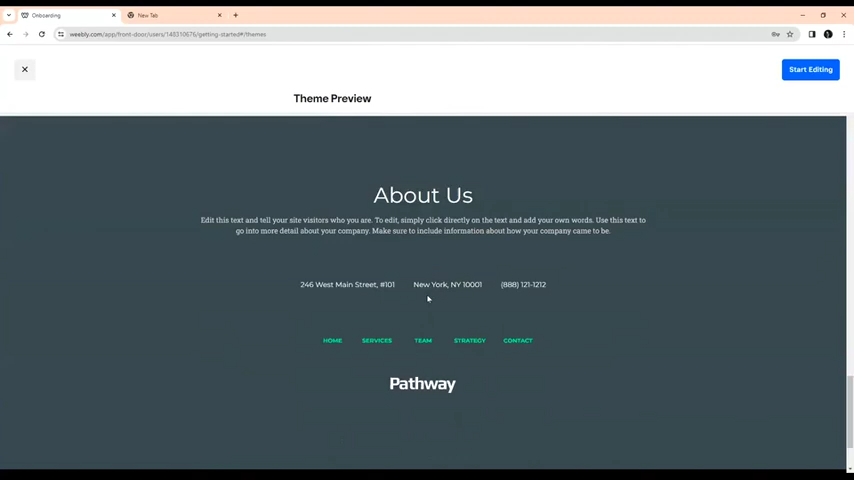 Onboarding
New Tab
weebly.com/app/front-door/users/148310676/getting-started#/themes
Start Editing
Theme Preview
About Us
Edit this text and tell your site visitors who you are. To edit, simply click directly on the text and add your own words. Use this text to
go into more detail about your company. Make sure to include information about how your company came to be.
246 West Main Street, #101 New York, NY 10001 (888) 121-1212
HOME SERVICES TEAM STRATEGY CONTACT
Pathway